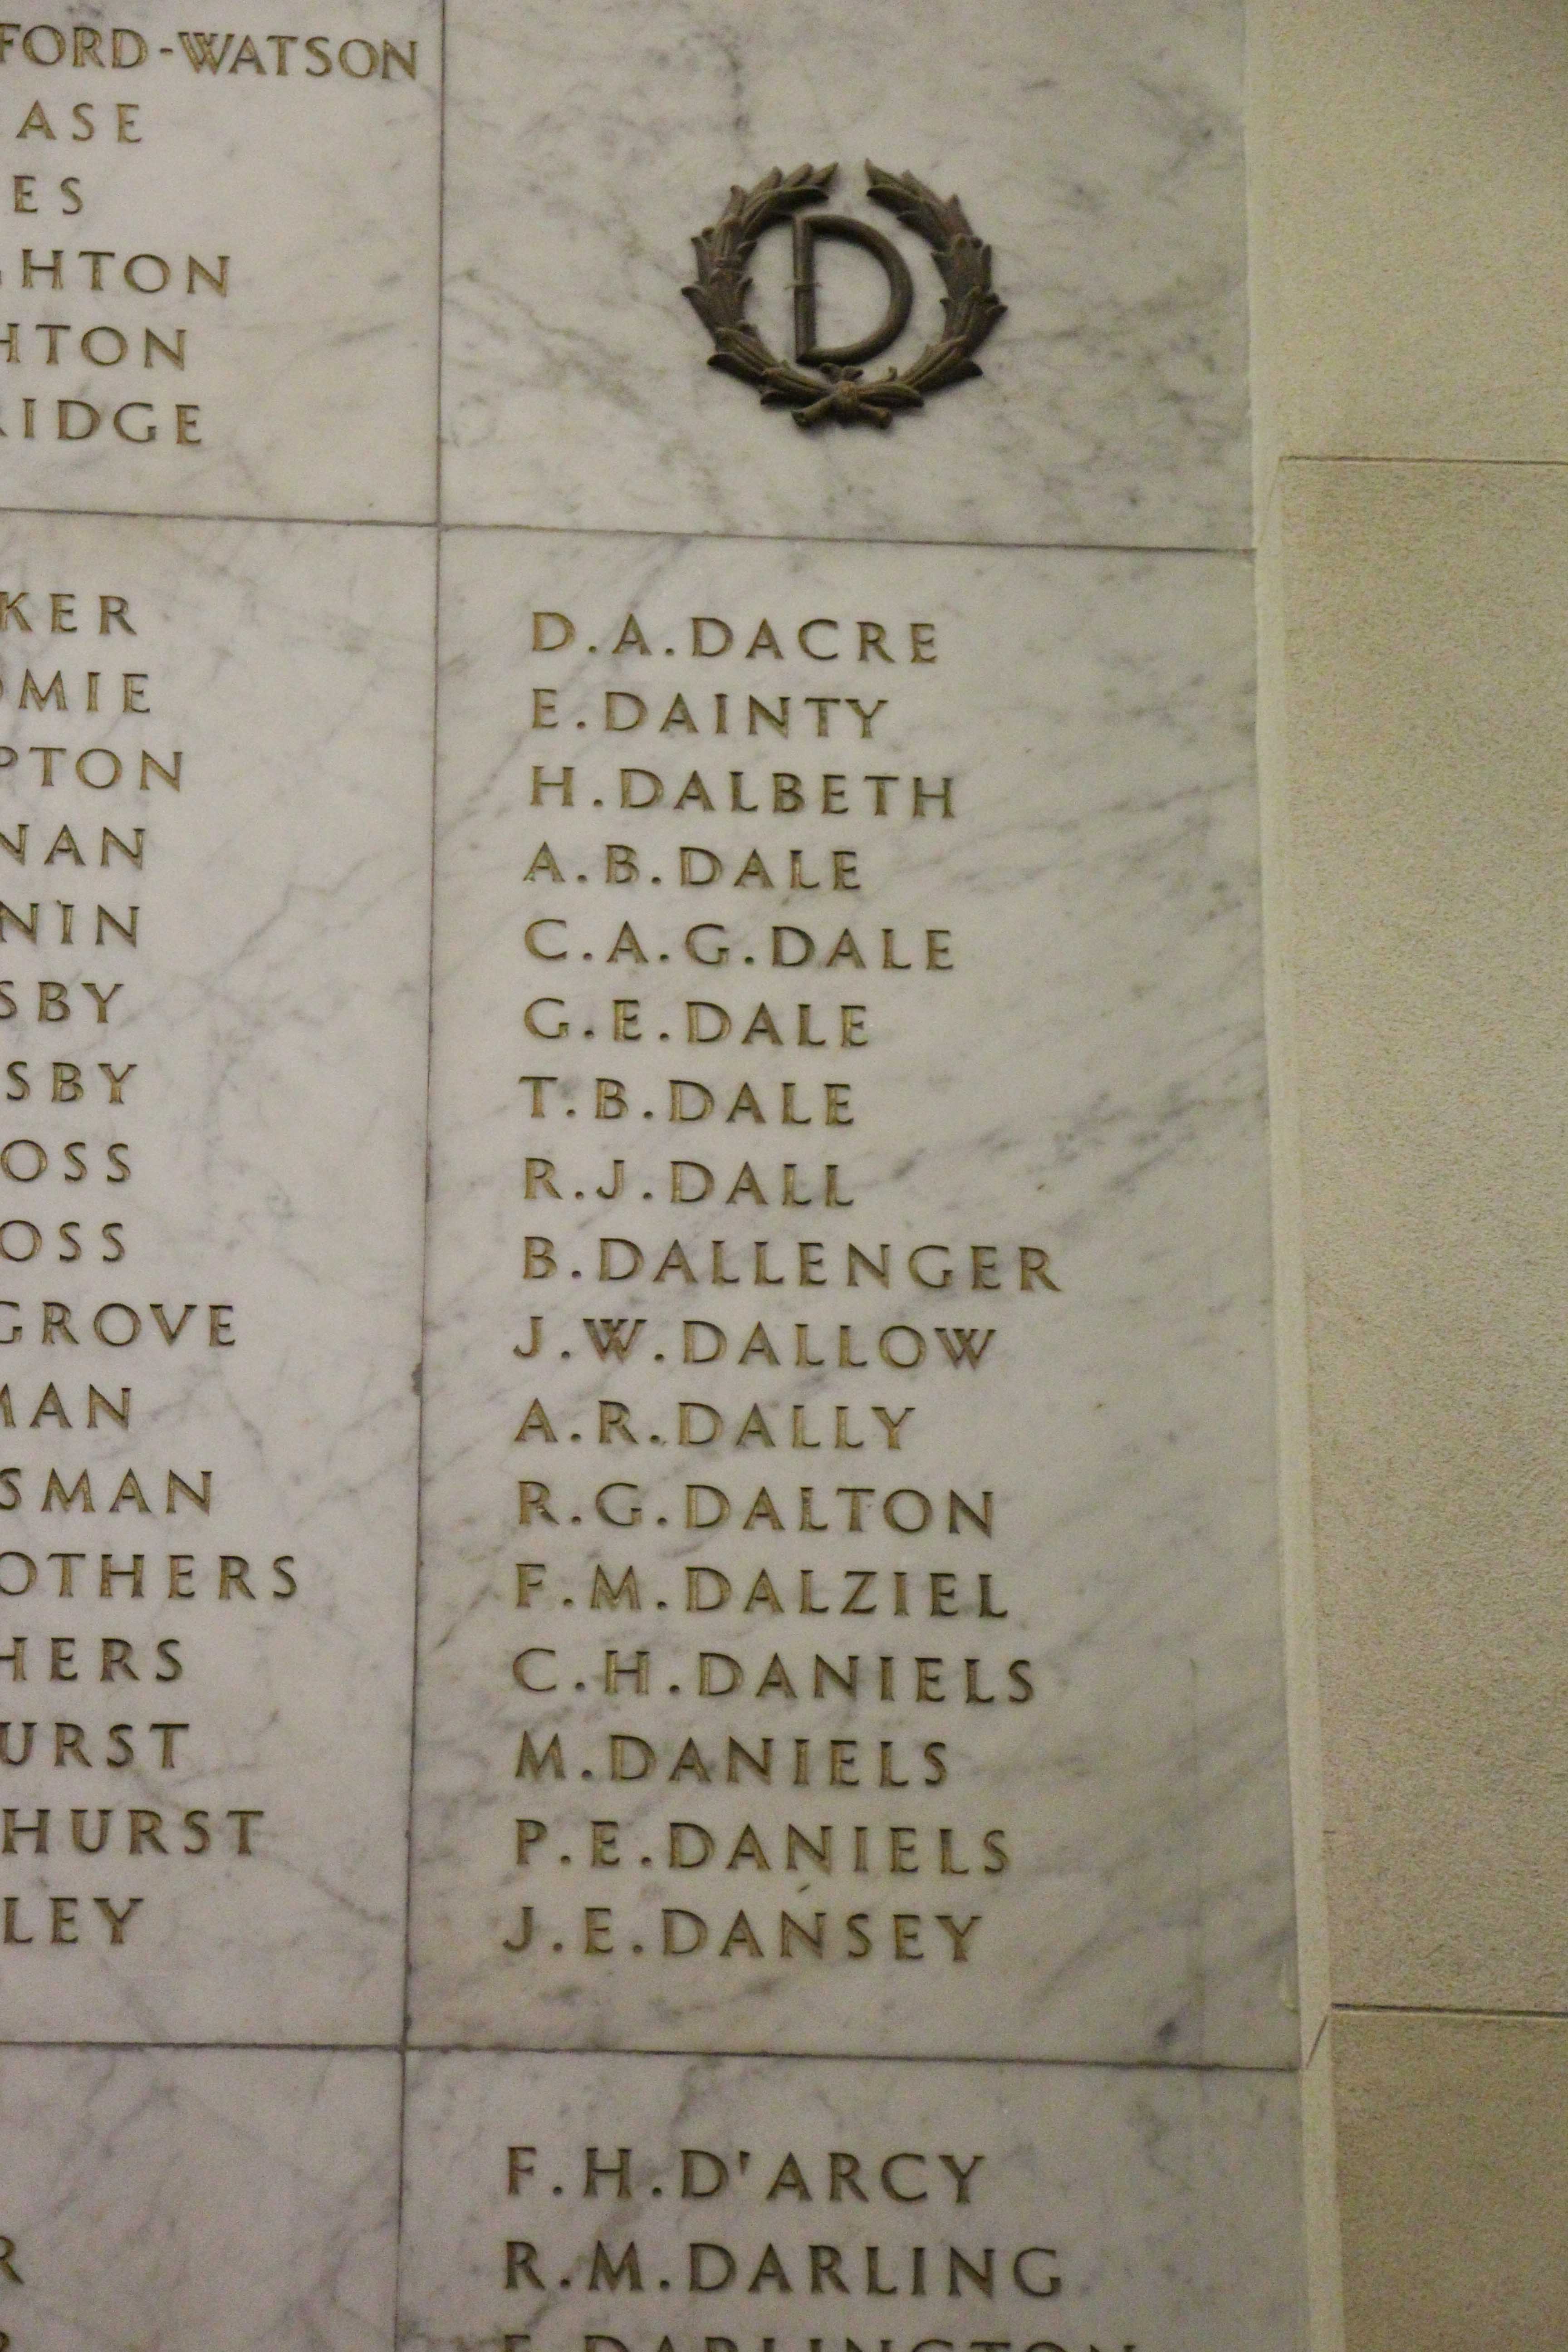 FORD-WATSON
ASE
ES
GHTON
HTON
RIDGE
KER
OMIE
PTON
NAN
NIN
SBY
SBY
OSS
OSS
GROVE
MAN
SMAN
OTHERS
HERS
URST
HURST
LEY
R
D
D.A.DACRE
E.DAINTY
H.DALBETH
A.B.DALE
C.A.G.DALE
G.E.DALE
T.B.DALE
R.J.DALL
B.DALLENGER
J.W.DALLOW
A.R.DALLY
R.G.DALTON
F.M.DALZIEL
C.H.DANIELS
M.DANIELS
P.E.DANIELS
J.E.DANSEY
F.H.D'ARCY
R.M.DARLING
DARLINGTON